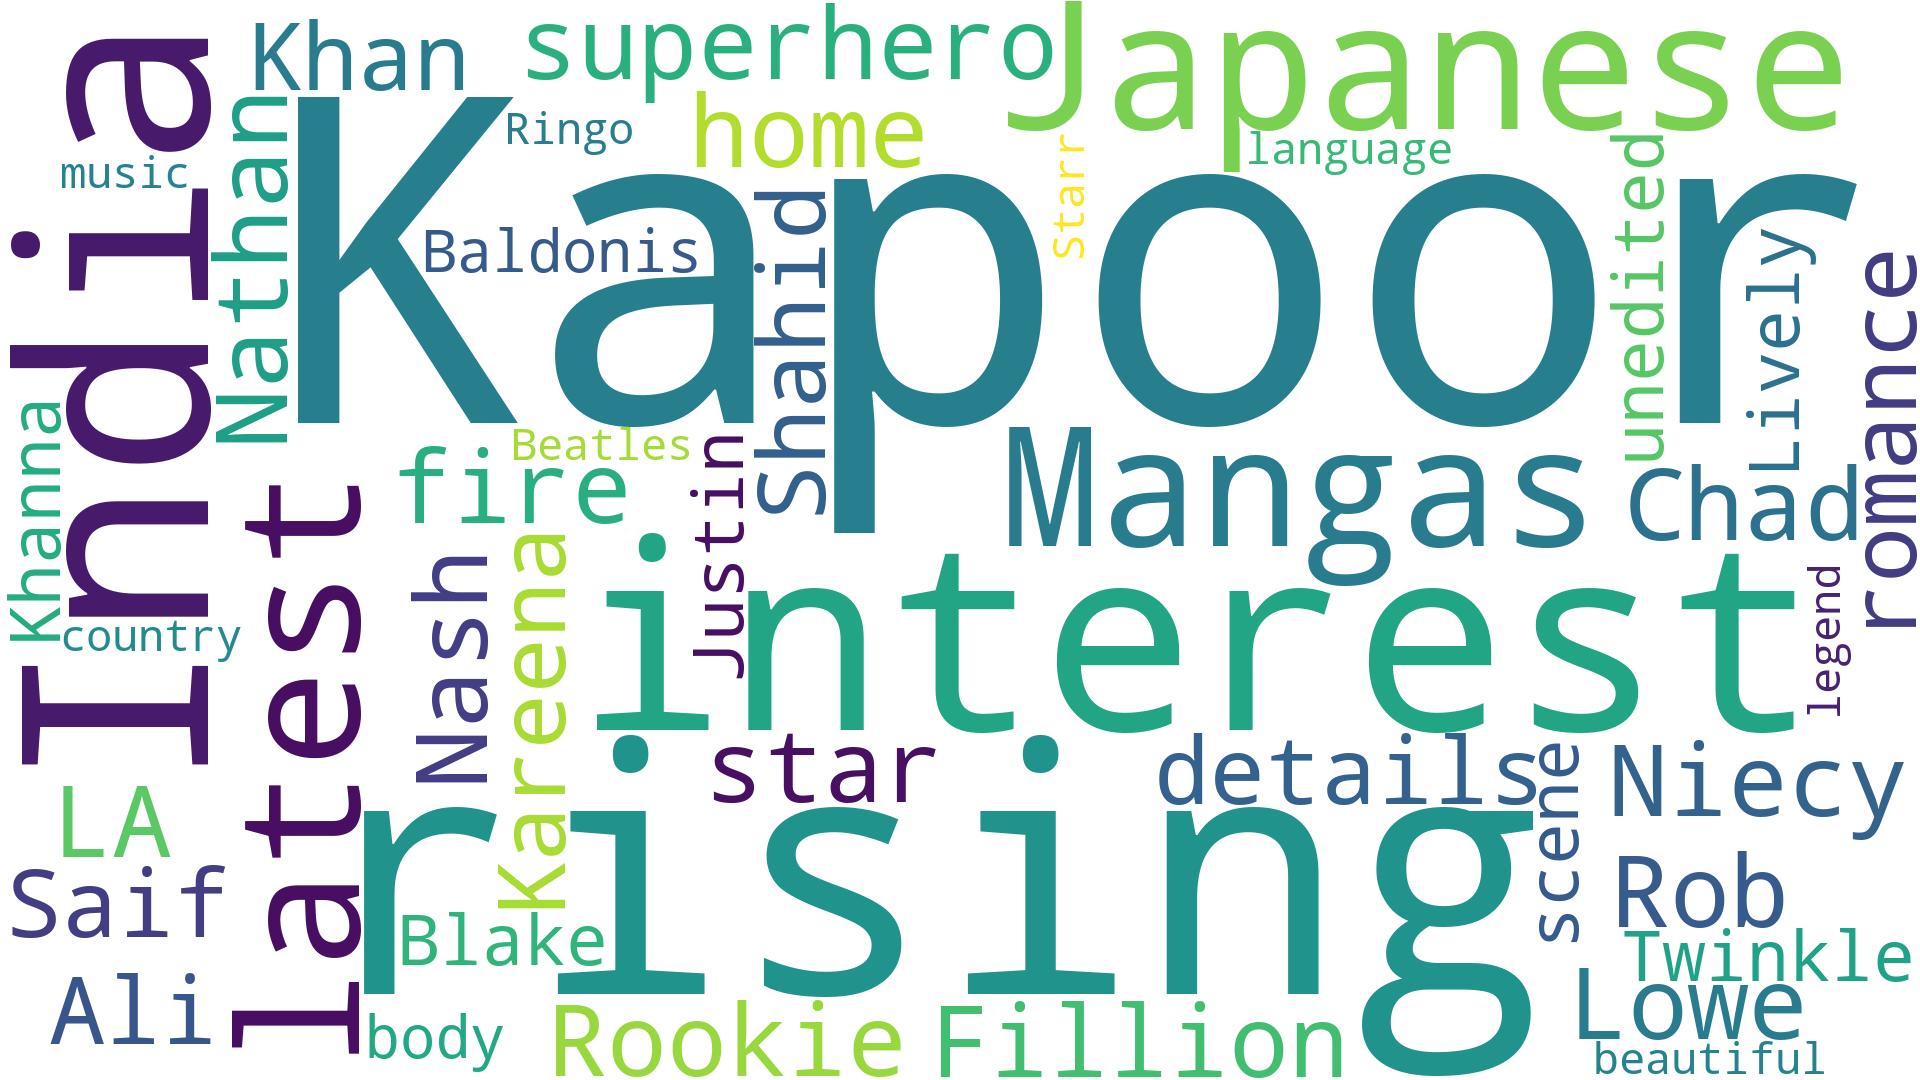 Khan
superhero
Japanese
India
Kapoor
Ringo
home
Starr
language
music
Nathan
Baldonis
Shahid
unedited
Lively
romance
Khanna
latest
fire
Beatles
Justin
Mangas
Chad
country
Nash
Kareena
interest
legend
LA
rising
star
details
scene
Niecy
Saif
Blake
Rob
Twinkle
Ali
body
Rookie
Fillion
Lowe
beautiful